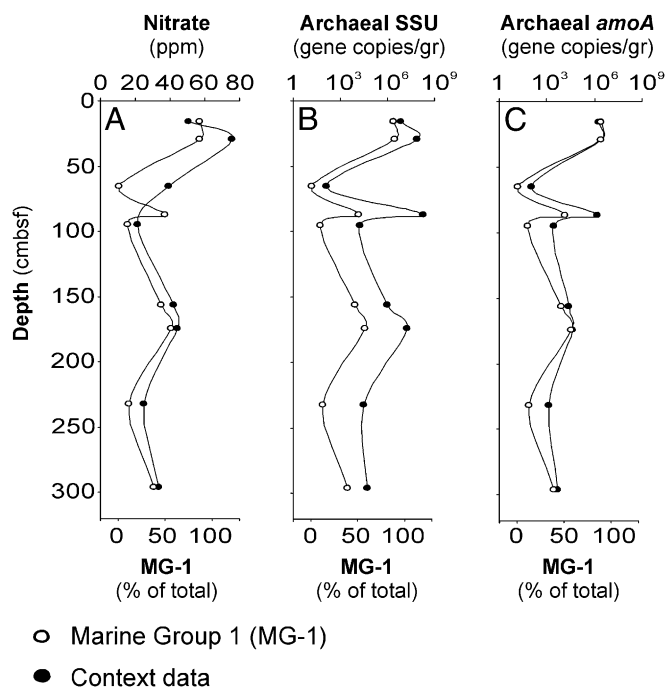 Nitrate
(ppm)
Archaeal SSU
(gene copies/gr)
Archaeal amoA
(gene copies/gr)
0 20 40 60 80
1 10³ 10⁶ 10⁹
1 10³ 10⁶ 10⁹
A
B
C
0
50
100
150
200
250
300
Depth (cmbsf)
0 50 100
0 50 100
0 50 100
MG-1
(% of total)
MG-1
(% of total)
MG-1
(% of total)
Marine Group 1 (MG-1)
Context data